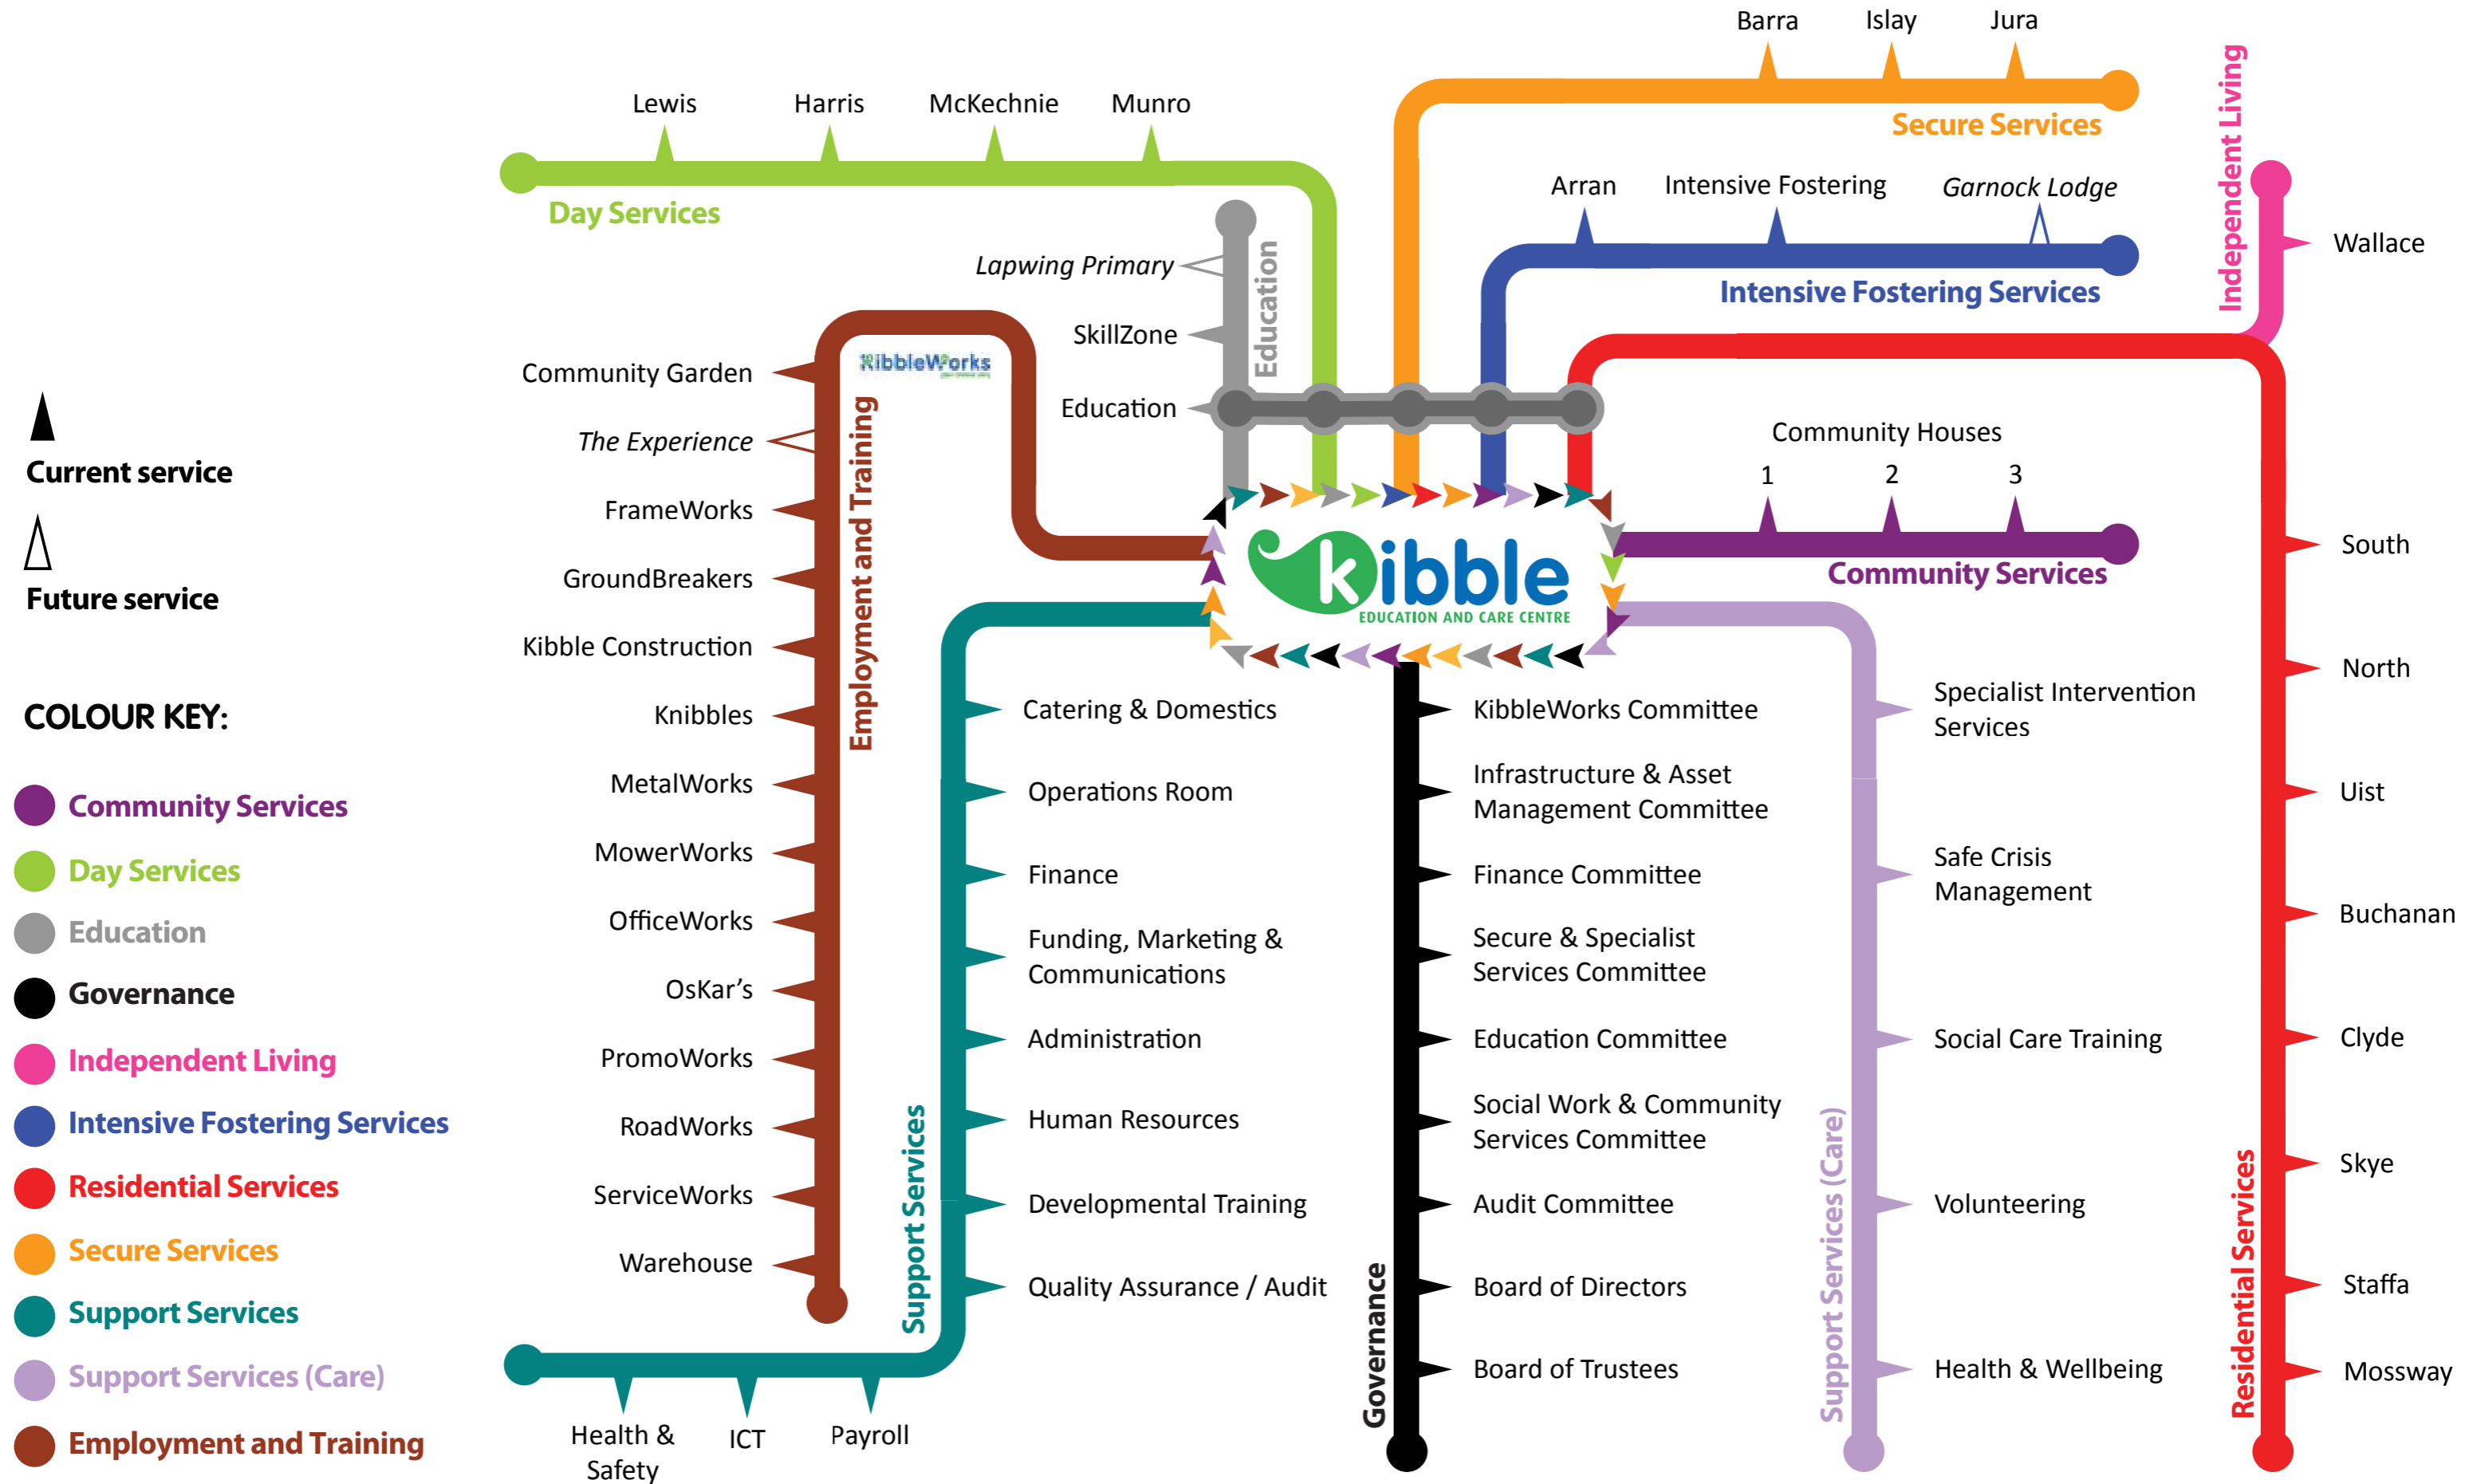 Barra
Islay
Jura
Secure Services
Independent Living
Wallace
Lewis
Harris
McKechnie
Munro
Day Services
Arran
Intensive Fostering
Garnock Lodge
Intensive Fostering Services
Lapwing Primary
SkillZone
Education
Education
KibbleWorks
Community Garden
The Experience
FrameWorks
GroundBreakers
Kibble Construction
Knibbles
MetalWorks
MowerWorks
OfficeWorks
OsKar's
PromoWorks
RoadWorks
ServiceWorks
Warehouse
Employment and Training
Current service
Future service
COLOUR KEY:
Community Services
Day Services
Education
Governance
Independent Living
Intensive Fostering Services
Residential Services
Secure Services
Support Services
Support Services (Care)
Employment and Training
kibble
EDUCATION AND CARE CENTRE
Community Houses
1
2
3
Community Services
Catering & Domestics
Operations Room
Finance
Funding, Marketing &
Communications
Administration
Human Resources
Developmental Training
Quality Assurance / Audit
Support Services
Health &
Safety
ICT
Payroll
KibbleWorks Committee
Infrastructure & Asset
Management Committee
Finance Committee
Secure & Specialist
Services Committee
Education Committee
Social Work & Community
Services Committee
Audit Committee
Board of Directors
Board of Trustees
Governance
Specialist Intervention
Services
Safe Crisis
Management
Social Care Training
Volunteering
Health & Wellbeing
Support Services (Care)
South
North
Uist
Buchanan
Clyde
Skye
Staffa
Mossway
Residential Services